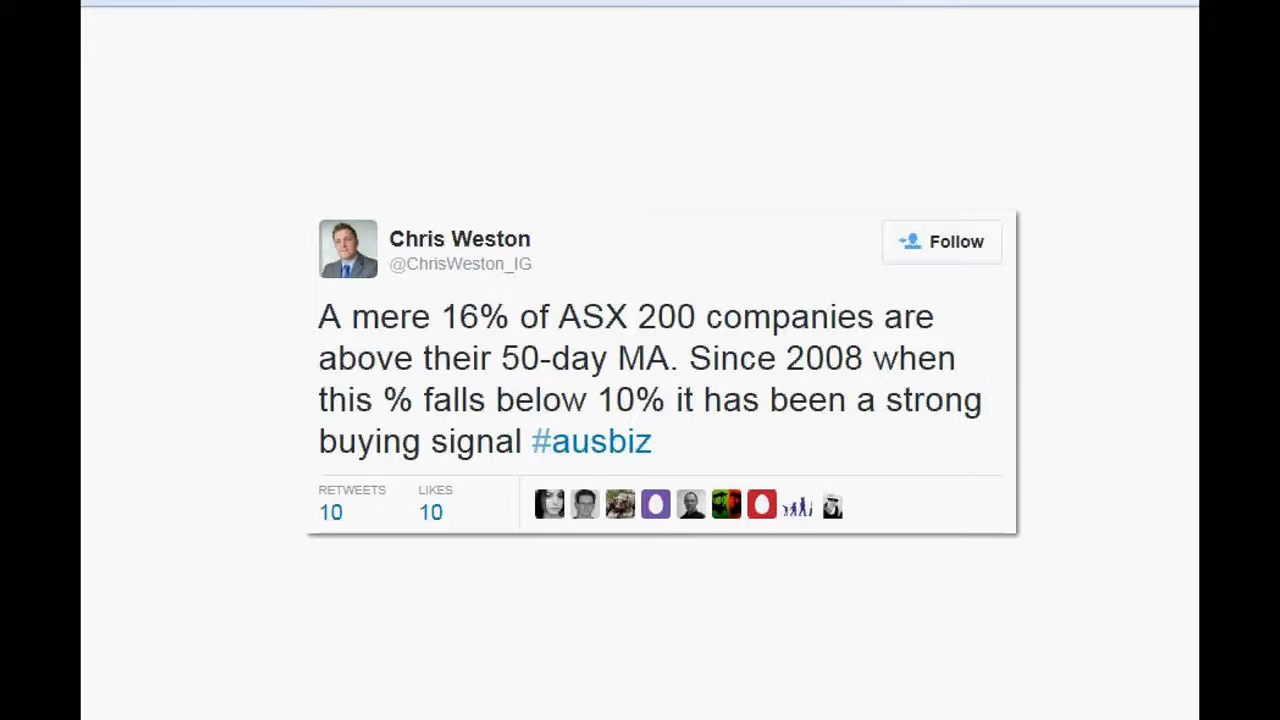 Chris Weston
@ChrisWeston_IG
Follow
A mere 16% of ASX 200 companies are
above their 50-day MA. Since 2008 when
this % falls below 10% it has been a strong
buying signal #ausbiz
RETWEETS LIKES
10 10